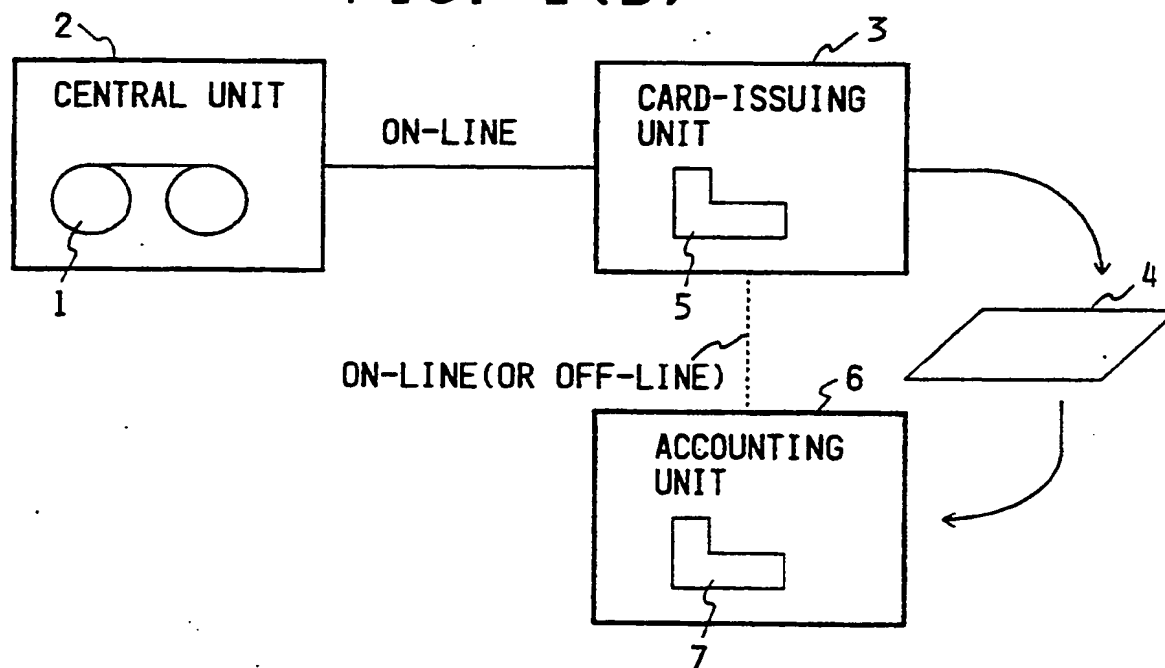 2
3
CENTRAL UNIT
CARD-ISSUING
UNIT
ON-LINE
1
5
4
ON-LINE(OR OFF-LINE)
6
ACCOUNTING
UNIT
7